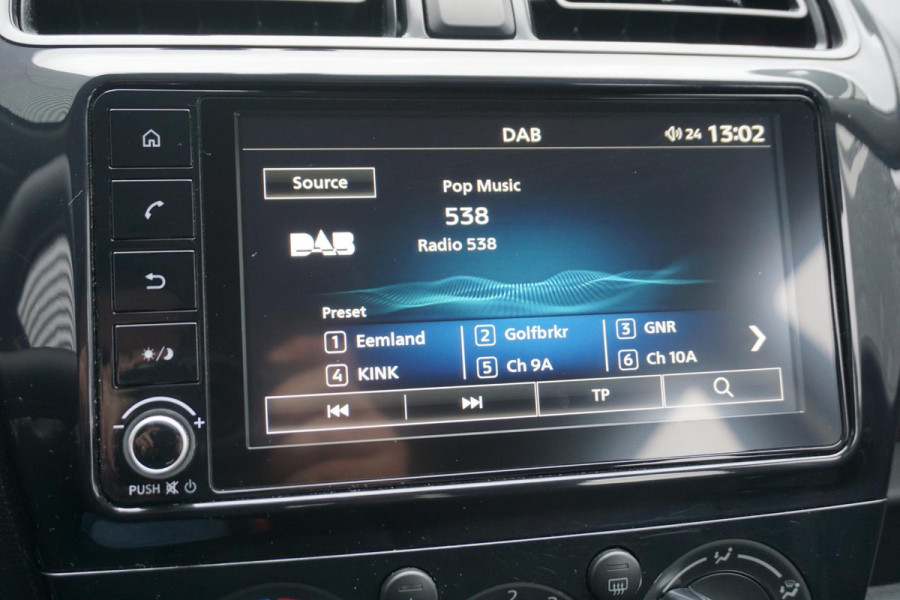 DAB
24 13:02
Source
Pop Music
538
DAB
Radio 538
Preset
1 Eemland
2 Golfbrkr
3 GNR
4 KINK
5 Ch 9A
6 Ch 10A
TP
- +
PUSH
2